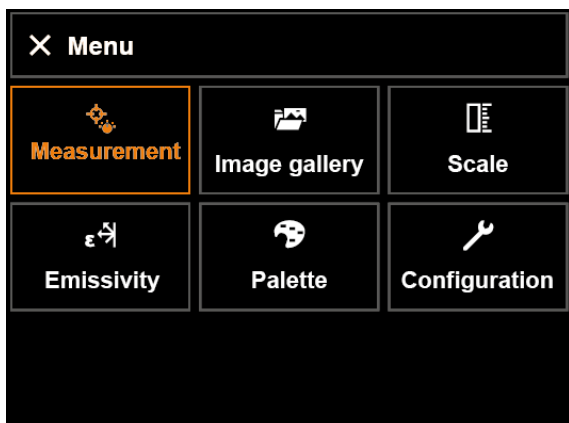 Menu
Measurement
Image gallery
Scale
Emissivity
Palette
Configuration